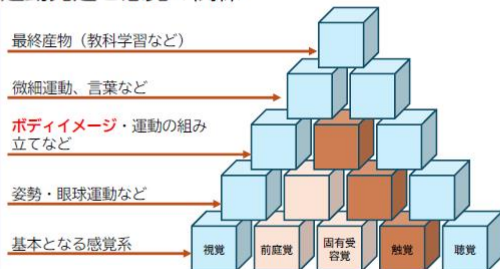 最終産物（教科学習など）
微細運動、言葉など
ボディイメージ・運動の組み
立てなど
姿勢・眼球運動など
基本となる感覚系
視覚
前庭覚
固有受
容覚
触覚
聴覚